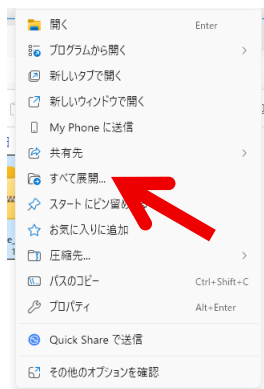 開く Enter
プログラムから開く
新しいタブで開く
新しいウィンドウで開く
My Phone に送信
共有先
すべて展開...
スタート にピン留め
お気に入りに追加
圧縮先...
パスのコピー Ctrl+Shift+C
プロパティ Alt+Enter
Quick Share で送信
その他のオプションを確認